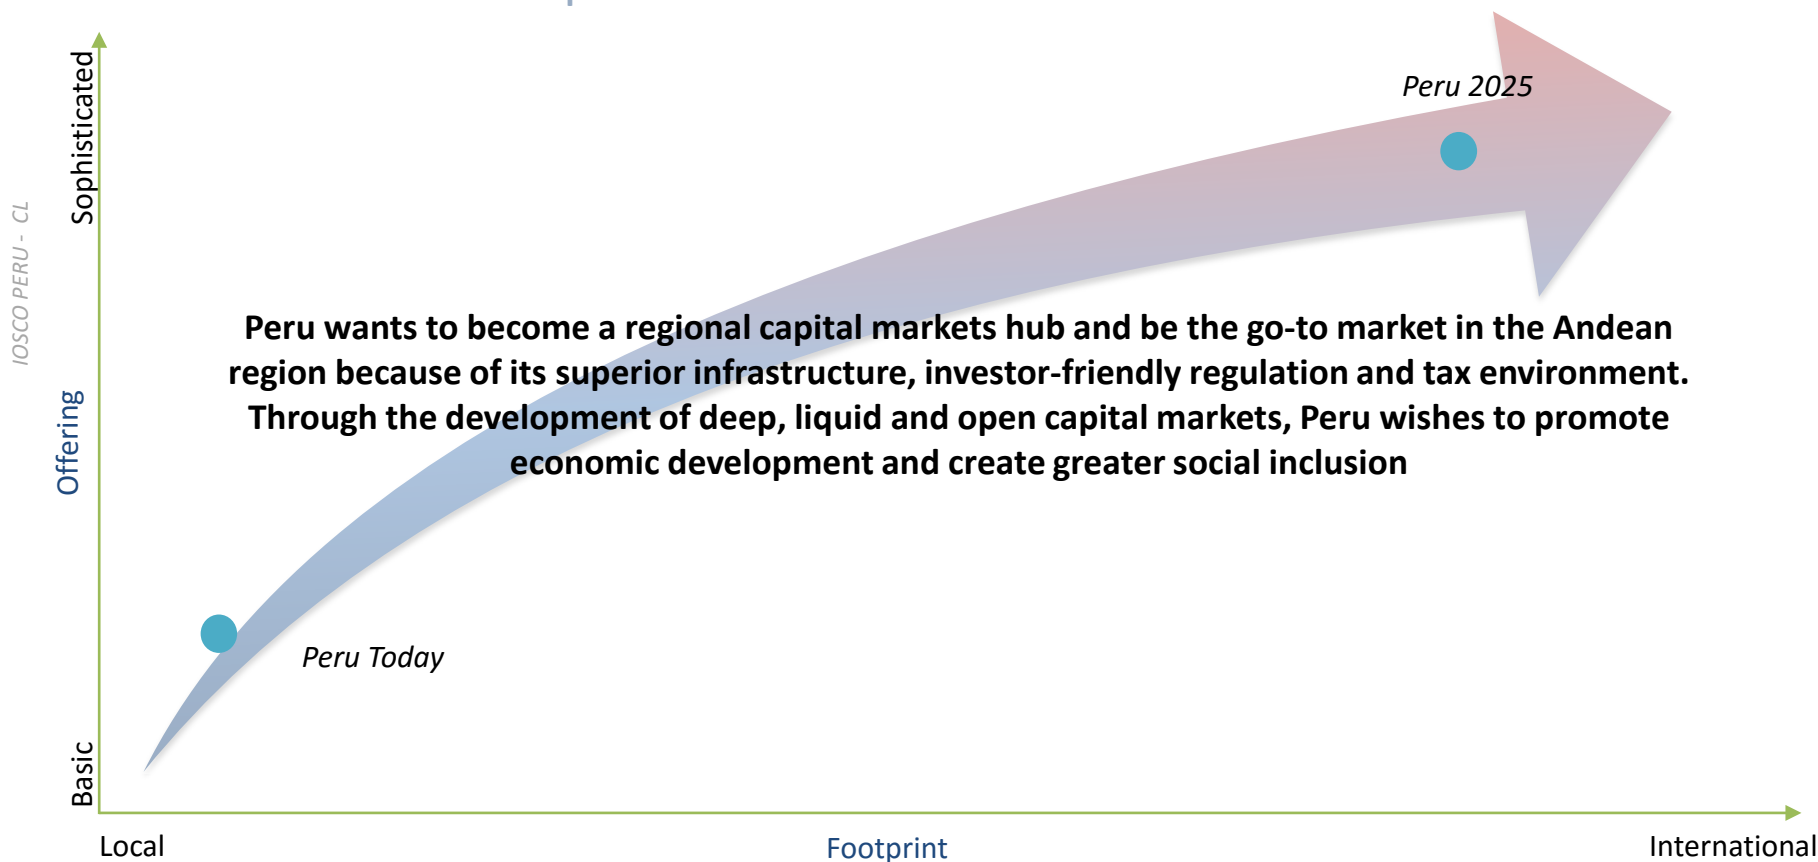 Sophisticated
Peru 2025
IOSCO PERU - CL
Peru wants to become a regional capital markets hub and be the go-to market in the Andean
region because of its superior infrastructure, investor-friendly regulation and tax environment.
Through the development of deep, liquid and open capital markets, Peru wishes to promote
economic development and create greater social inclusion
Offering
Peru Today
Basic
Local
Footprint
International